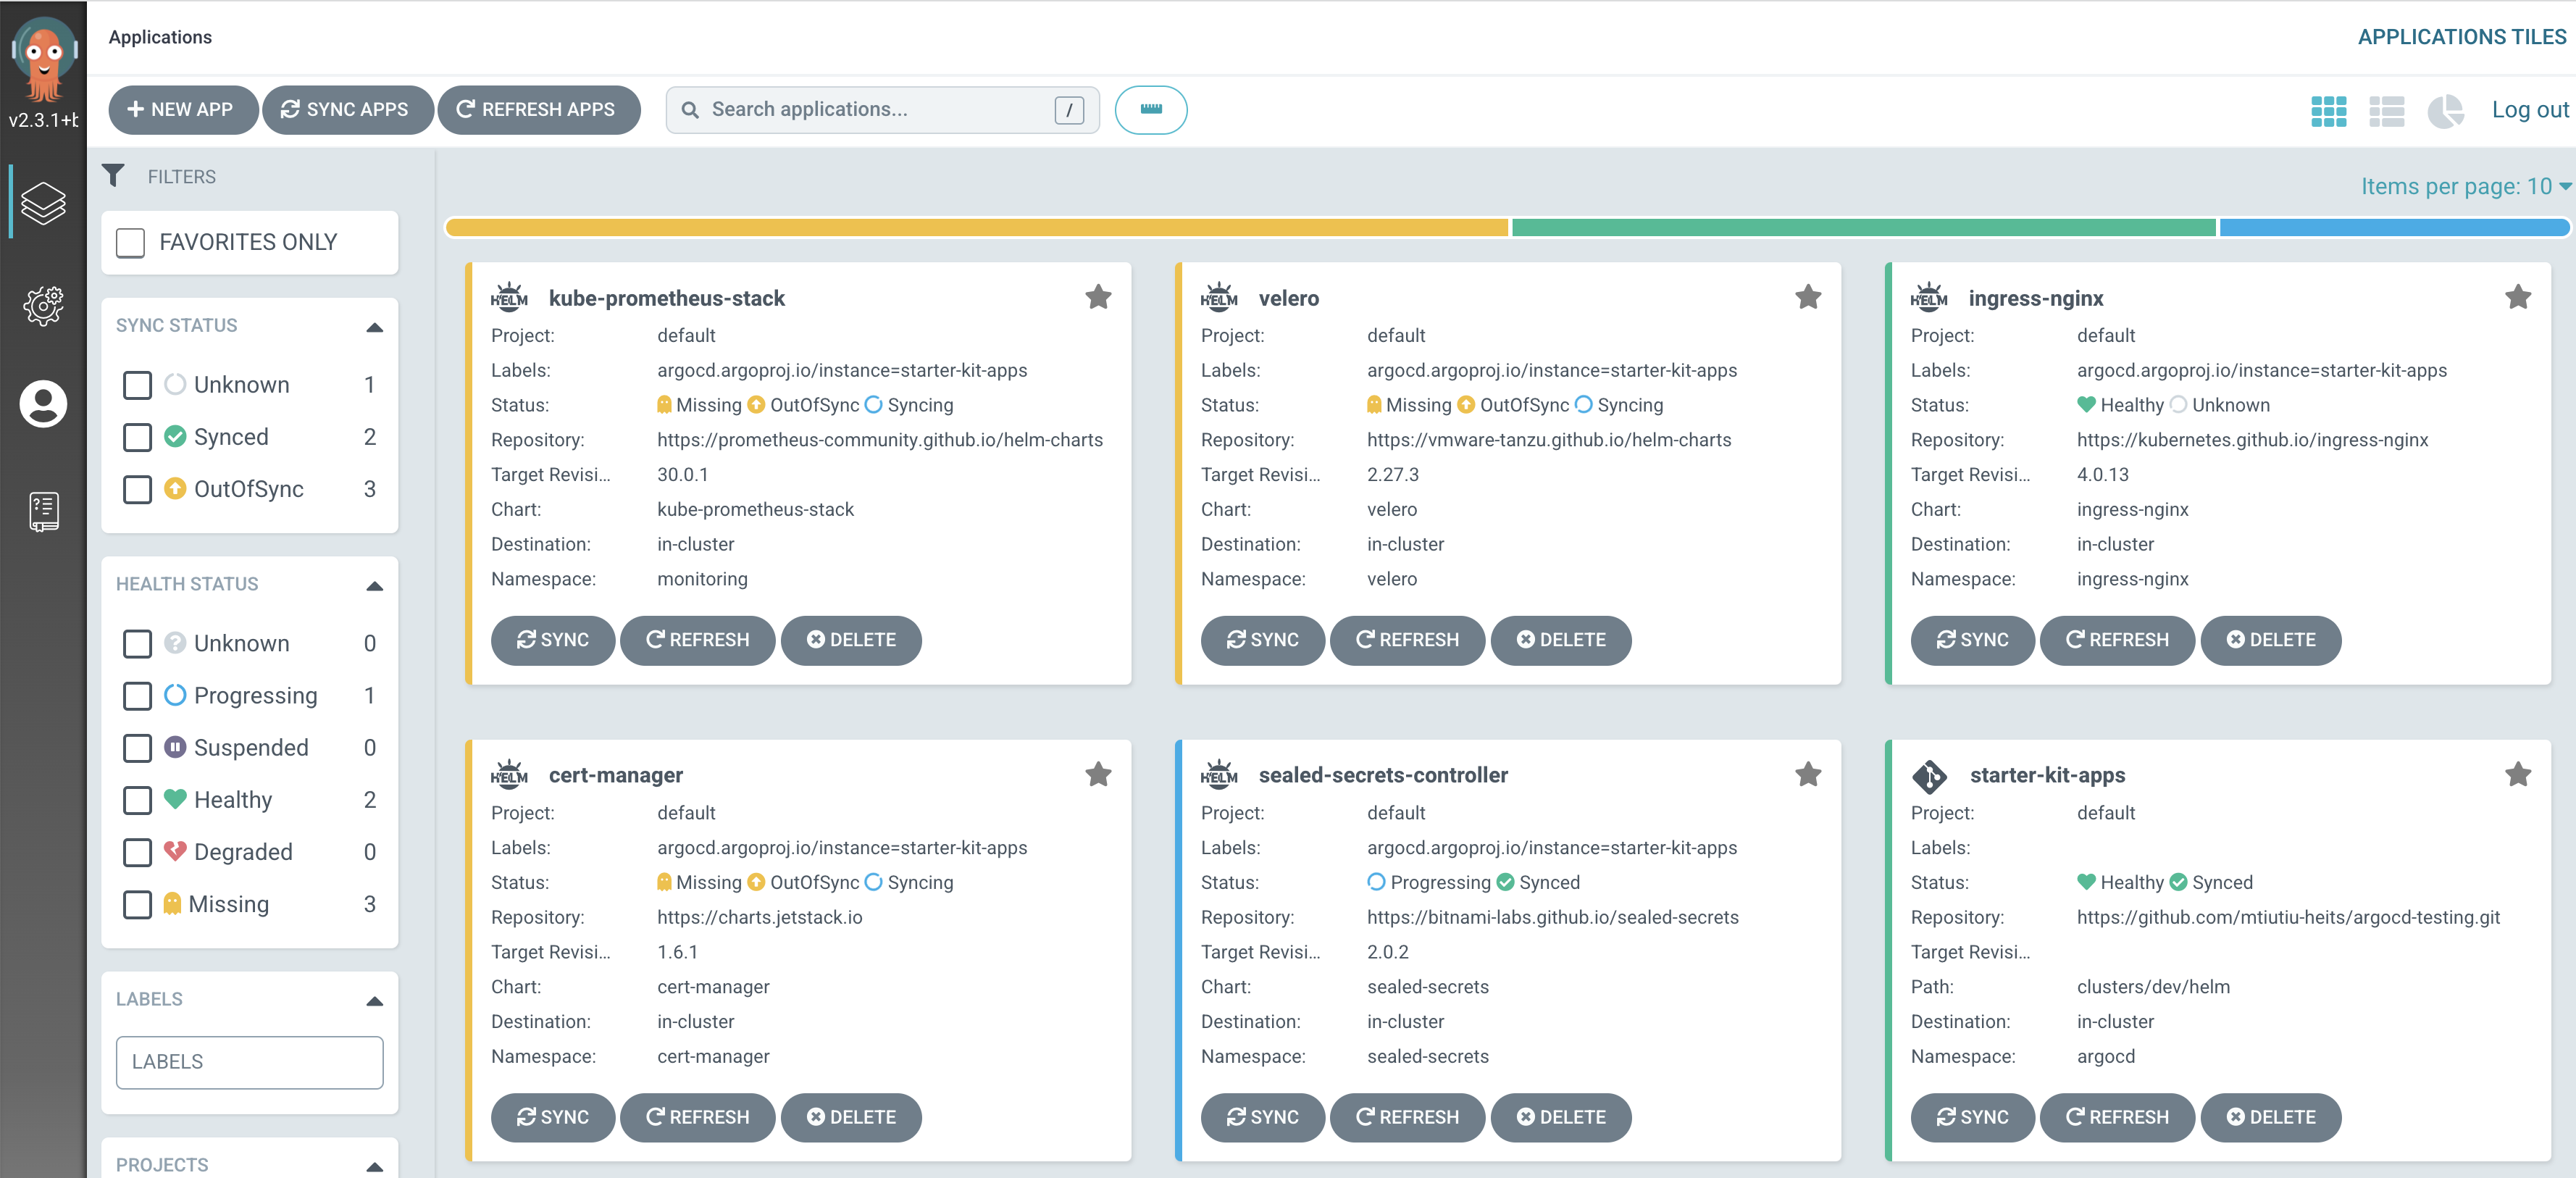 Applications
APPLICATIONS TILES
v2.3.1+b
NEW APP SYNC APPS REFRESH APPS Search applications... / Log out
FILTERS
Items per page: 10
FAVORITES ONLY
SYNC STATUS
Unknown 1
Synced 2
OutOfSync 3
HEALTH STATUS
Unknown 0
Progressing 1
Suspended 0
Healthy 2
Degraded 0
Missing 3
LABELS
LABELS
PROJECTS
HELM kube-prometheus-stack
Project: default
Labels: argocd.argoproj.io/instance=starter-kit-apps
Status: Missing OutOfSync Syncing
Repository: https://prometheus-community.github.io/helm-charts
Target Revisi... 30.0.1
Chart: kube-prometheus-stack
Destination: in-cluster
Namespace: monitoring
SYNC REFRESH DELETE
HELM velero
Project: default
Labels: argocd.argoproj.io/instance=starter-kit-apps
Status: Missing OutOfSync Syncing
Repository: https://vmware-tanzu.github.io/helm-charts
Target Revisi... 2.27.3
Chart: velero
Destination: in-cluster
Namespace: velero
SYNC REFRESH DELETE
HELM ingress-nginx
Project: default
Labels: argocd.argoproj.io/instance=starter-kit-apps
Status: Healthy Unknown
Repository: https://kubernetes.github.io/ingress-nginx
Target Revisi... 4.0.13
Chart: ingress-nginx
Destination: in-cluster
Namespace: ingress-nginx
SYNC REFRESH DELETE
HELM cert-manager
Project: default
Labels: argocd.argoproj.io/instance=starter-kit-apps
Status: Missing OutOfSync Syncing
Repository: https://charts.jetstack.io
Target Revisi... 1.6.1
Chart: cert-manager
Destination: in-cluster
Namespace: cert-manager
SYNC REFRESH DELETE
HELM sealed-secrets-controller
Project: default
Labels: argocd.argoproj.io/instance=starter-kit-apps
Status: Progressing Synced
Repository: https://bitnami-labs.github.io/sealed-secrets
Target Revisi... 2.0.2
Chart: sealed-secrets
Destination: in-cluster
Namespace: sealed-secrets
SYNC REFRESH DELETE
starter-kit-apps
Project: default
Labels:
Status: Healthy Synced
Repository: https://github.com/mtiutiu-heits/argocd-testing.git
Target Revisi...
Path: clusters/dev/helm
Destination: in-cluster
Namespace: argocd
SYNC REFRESH DELETE